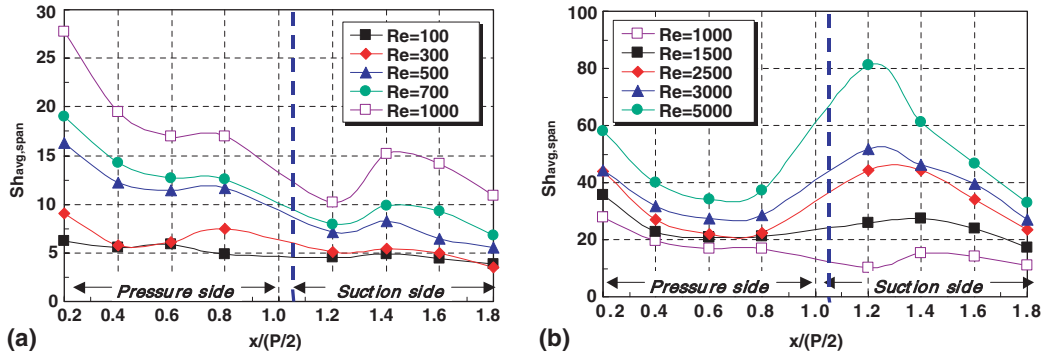 30
25
20
15
10
5
0
Sh avg,span
Re=100
Re=300
Re=500
Re=700
Re=1000
Pressure side
Suction side
0.2 0.4 0.6 0.8 1.0 1.2 1.4 1.6 1.8
x/(P/2)
(a)
100
80
60
40
20
0
Sh avg,span
Re=1000
Re=1500
Re=2500
Re=3000
Re=5000
Pressure side
Suction side
0.2 0.4 0.6 0.8 1.0 1.2 1.4 1.6 1.8
x/(P/2)
(b)